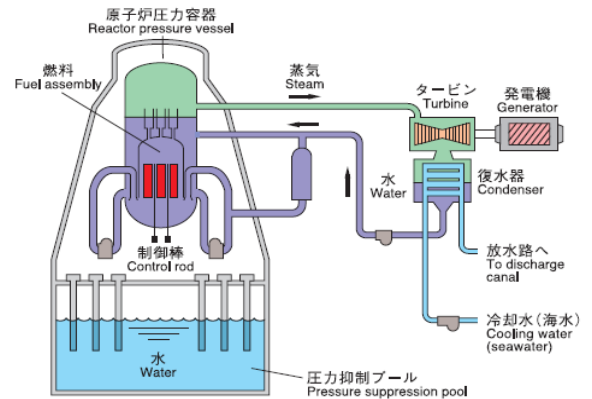 原子炉圧力容器
Reactor pressure vessel
燃料
Fuel assembly
蒸気
Steam
タービン
Turbine
発電機
Generator
水
Water
復水器
Condenser
制御棒
Control rod
放水路へ
To discharge
canal
冷却水(海水)
Cooling water
(seawater)
水
Water
圧力抑制プール
Pressure suppression pool